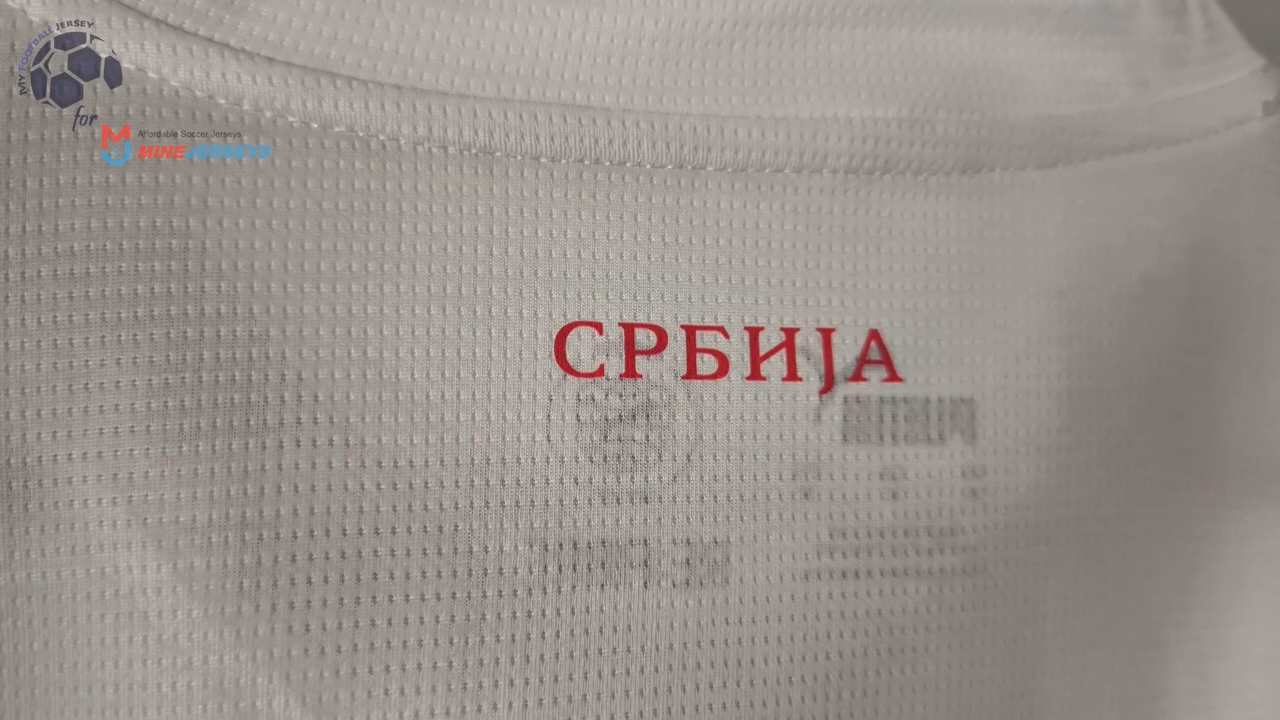 MY FOOTBALL JERSEY
for
Affordable Soccer Jerseys
MINEJERSEYS
СРБИЈА